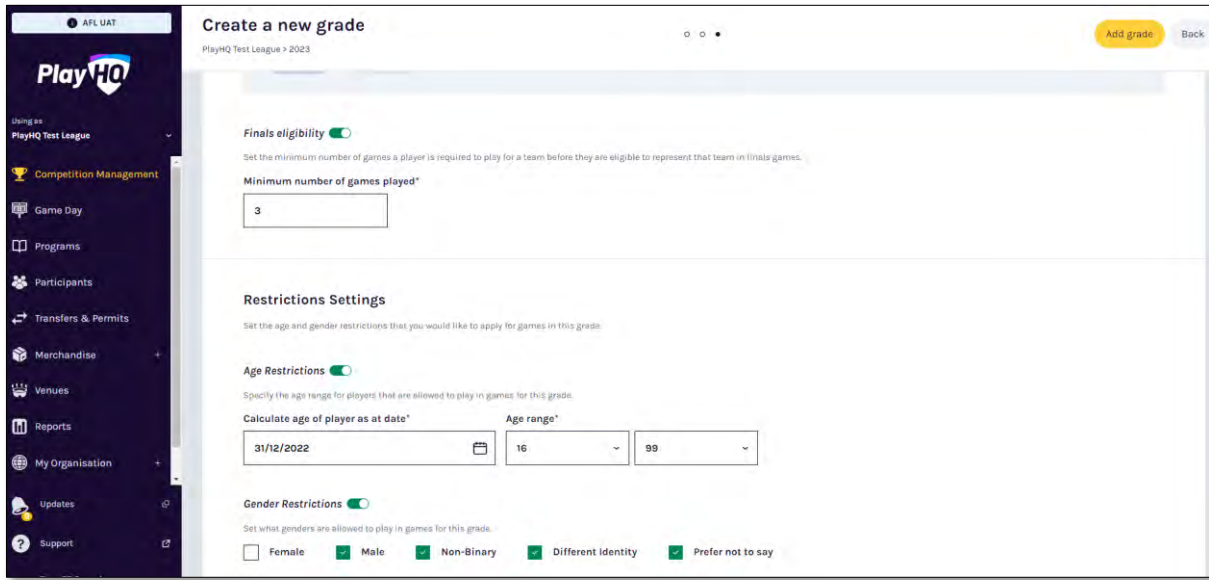 AFL UAT
PlayHQ
Using as
PlayHQ Test League
Competition Management
Game Day
Programs
Participants
Transfers & Permits
Merchandise +
Venues
Reports
My Organisation +
Updates
Support
Create a new grade
PlayHQ Test League > 2023
Add grade
Back
Finals eligibility
Set the minimum number of games a player is required to play for a team before they are eligible to represent that team in finals games.
Minimum number of games played*
3
Restrictions Settings
Set the age and gender restrictions that you would like to apply for games in this grade.
Age Restrictions
Specify the age range for players that are allowed to play in games for this grade.
Calculate age of player as at date* Age range*
31/12/2022 16 99
Gender Restrictions
Set what genders are allowed to play in games for this grade.
Female Male Non-Binary Different identity Prefer not to say